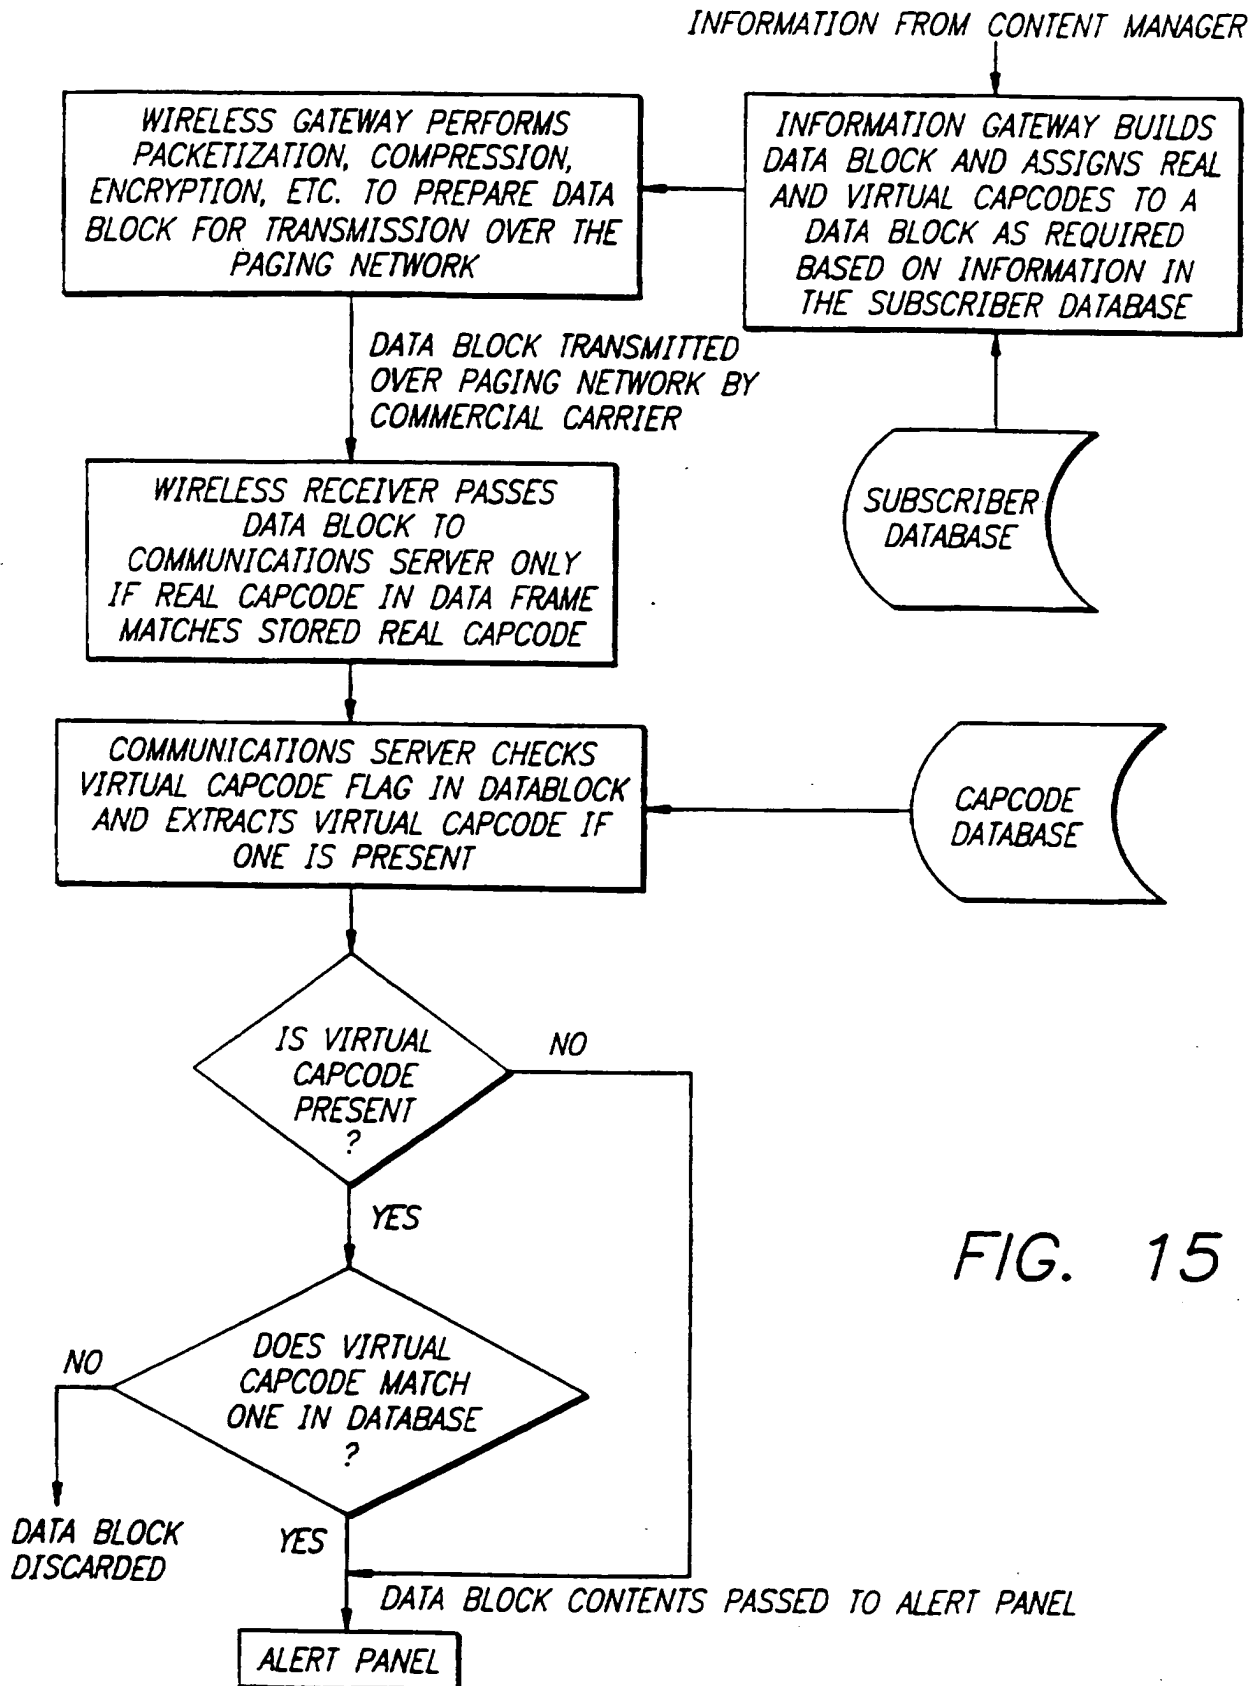 INFORMATION FROM CONTENT MANAGER
INFORMATION GATEWAY BUILDS
DATA BLOCK AND ASSIGNS REAL
AND VIRTUAL CAPCODES TO A
DATA BLOCK AS REQUIRED
BASED ON INFORMATION IN
THE SUBSCRIBER DATABASE
WIRELESS GATEWAY PERFORMS
PACKETIZATION, COMPRESSION,
ENCRYPTION, ETC. TO PREPARE DATA
BLOCK FOR TRANSMISSION OVER THE
PAGING NETWORK
DATA BLOCK TRANSMITTED
OVER PAGING NETWORK BY
COMMERCIAL CARRIER
SUBSCRIBER
DATABASE
WIRELESS RECEIVER PASSES
DATA BLOCK TO
COMMUNICATIONS SERVER ONLY
IF REAL CAPCODE IN DATA FRAME
MATCHES STORED REAL CAPCODE
COMMUNICATIONS SERVER CHECKS
VIRTUAL CAPCODE FLAG IN DATABLOCK
AND EXTRACTS VIRTUAL CAPCODE IF
ONE IS PRESENT
CAPCODE
DATABASE
IS VIRTUAL
CAPCODE
PRESENT
?
NO
YES
FIG. 15
DOES VIRTUAL
CAPCODE MATCH
ONE IN DATABASE
?
NO
DATA BLOCK
DISCARDED
YES
DATA BLOCK CONTENTS PASSED TO ALERT PANEL
ALERT PANEL